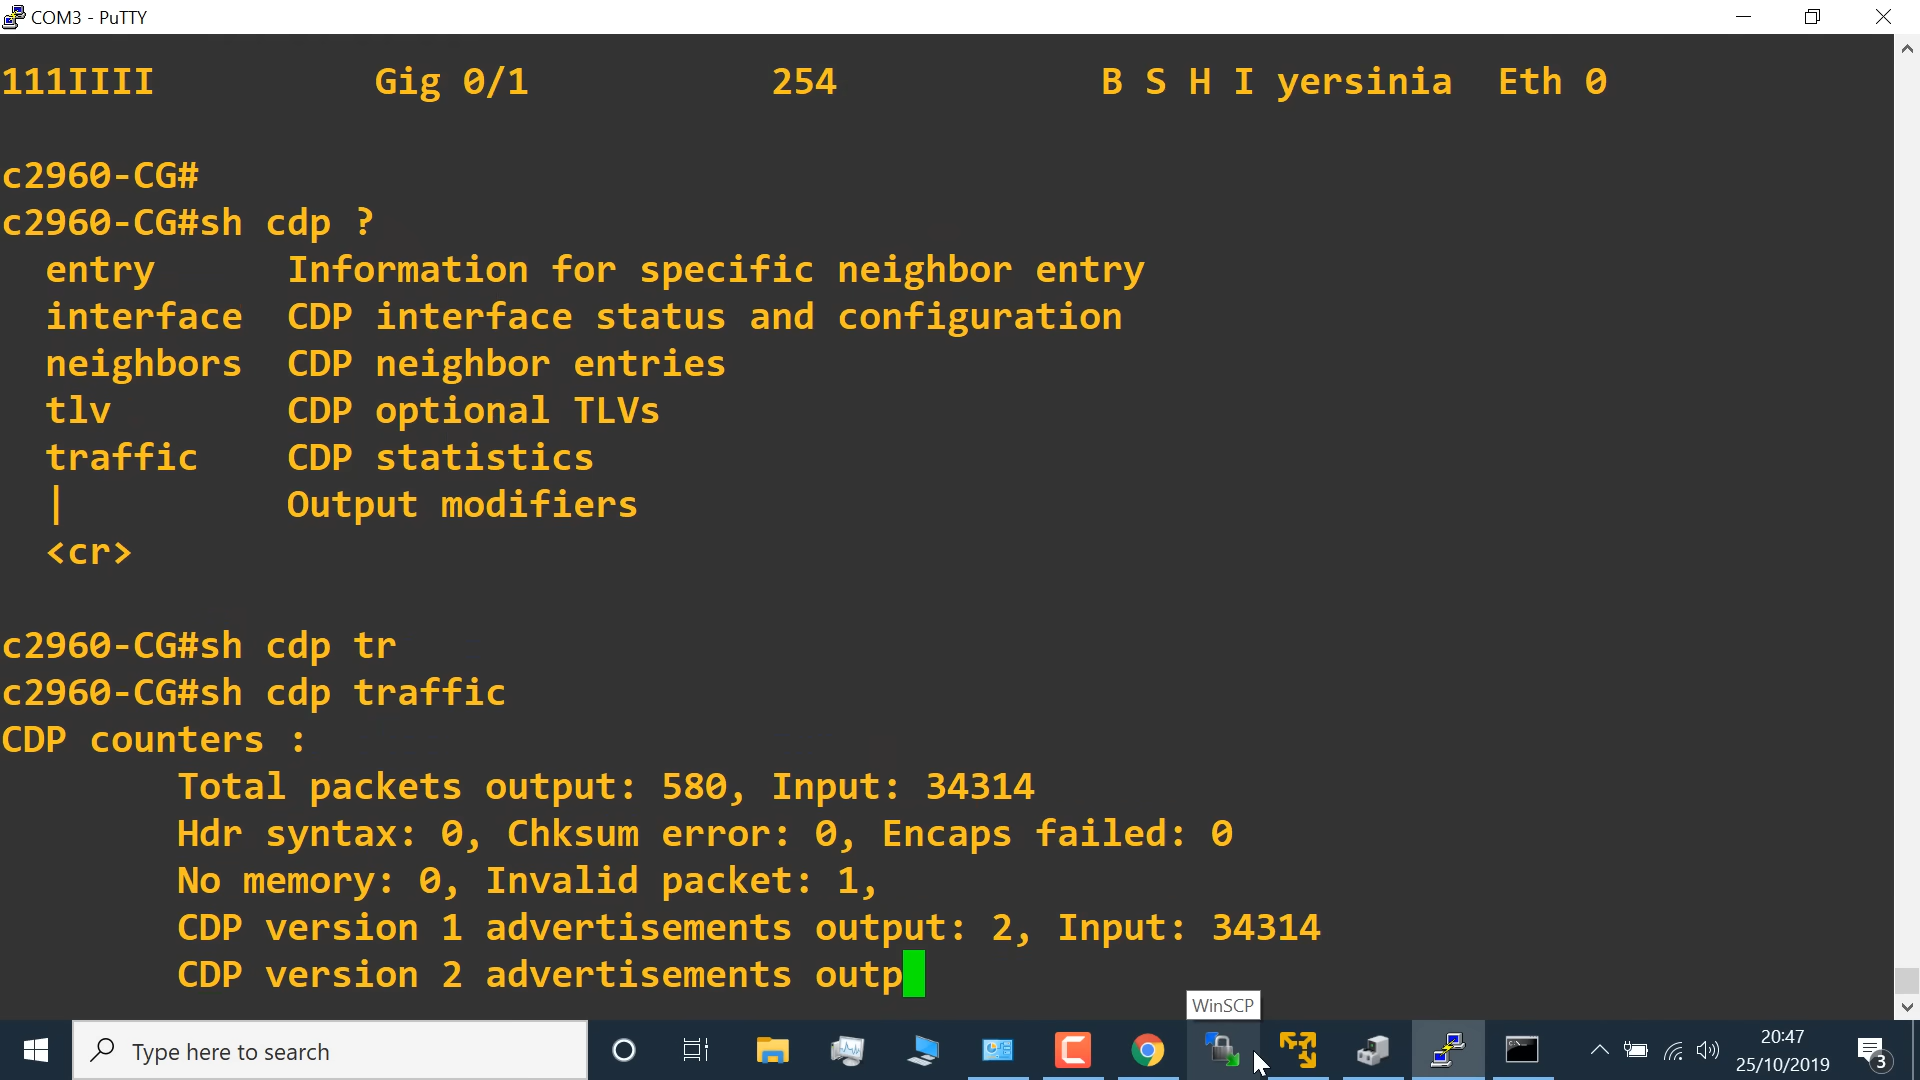 COM3 - PuTTY
111IIII Gig 0/1 254 B S H I yersinia Eth 0
c2960-CG#
c2960-CG#sh cdp ?
entry Information for specific neighbor entry
interface CDP interface status and configuration
neighbors CDP neighbor entries
tlv CDP optional TLVs
traffic CDP statistics
| Output modifiers
<cr>
c2960-CG#sh cdp tr
c2960-CG#sh cdp traffic
CDP counters :
Total packets output: 580, Input: 34314
Hdr syntax: 0, Chksum error: 0, Encaps failed: 0
No memory: 0, Invalid packet: 1,
CDP version 1 advertisements output: 2, Input: 34314
CDP version 2 advertisements outp
WinSCP
Type here to search
20:47
25/10/2019
3